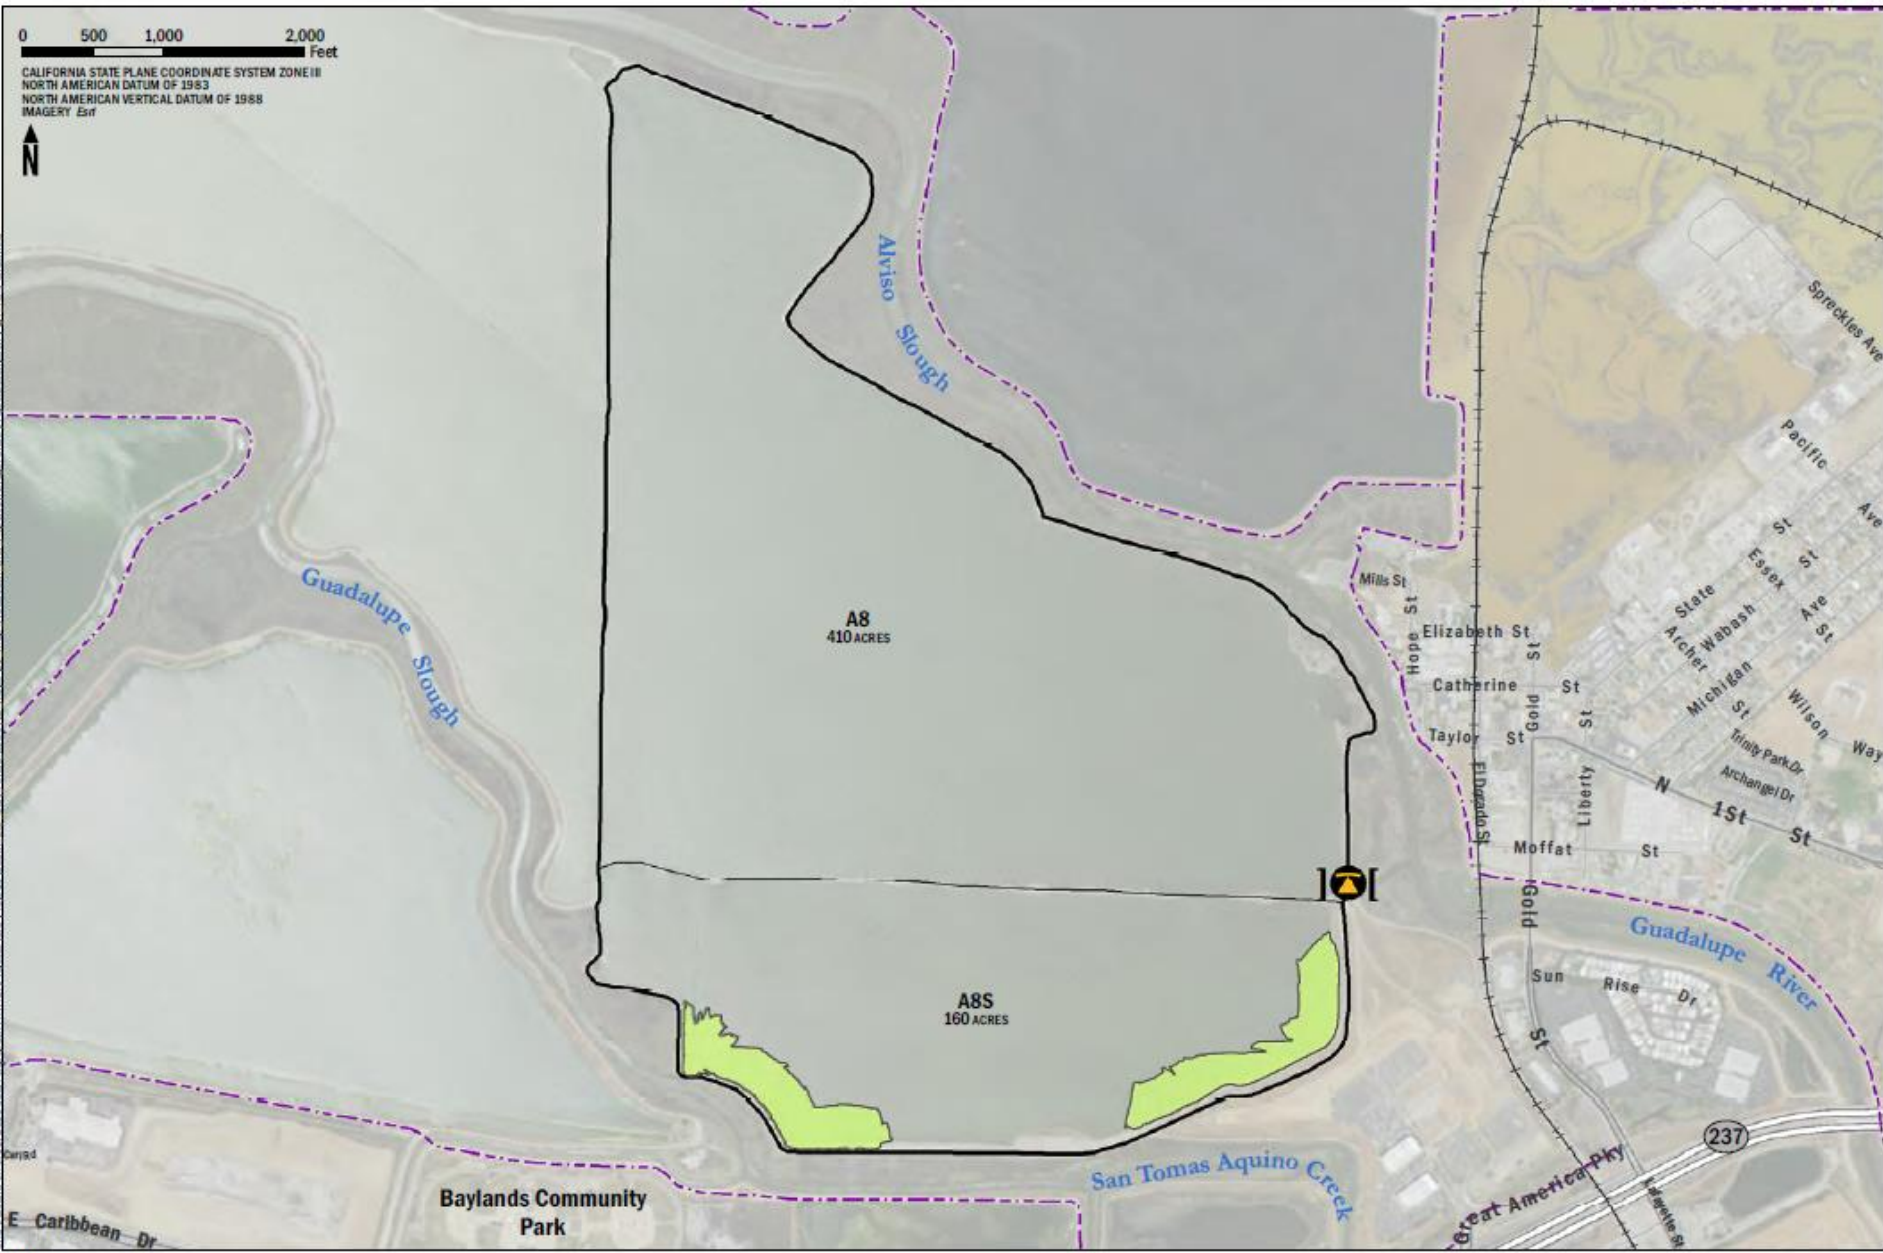 0 500 1,000 2,000
Feet
CALIFORNIA STATE PLANE COORDINATE SYSTEM ZONE III
NORTH AMERICAN DATUM OF 1983
NORTH AMERICAN VERTICAL DATUM OF 1988
IMAGERY Esri
N
Alviso
Slough
Guadalupe
Slough
A8
410 ACRES
A8S
160 ACRES
] [
Spreckles Ave
Pacific
Ave
St
Essex
St
State
Wabash
Ave
Archer
St
Michigan
St
Wilson
Way
Trinity Park Dr
Archangel Dr
Mills St
Hope St
Elizabeth St
Catherine St
Gold St
Taylor St
Liberty St
El Dorado St
N 1St St
Moffat St
Gold St
Guadalupe River
Sun Rise Dr
237
Great America Pky
Lafayette St
San Tomas Aquino Creek
Baylands Community
Park
Carl Rd
E Caribbean Dr